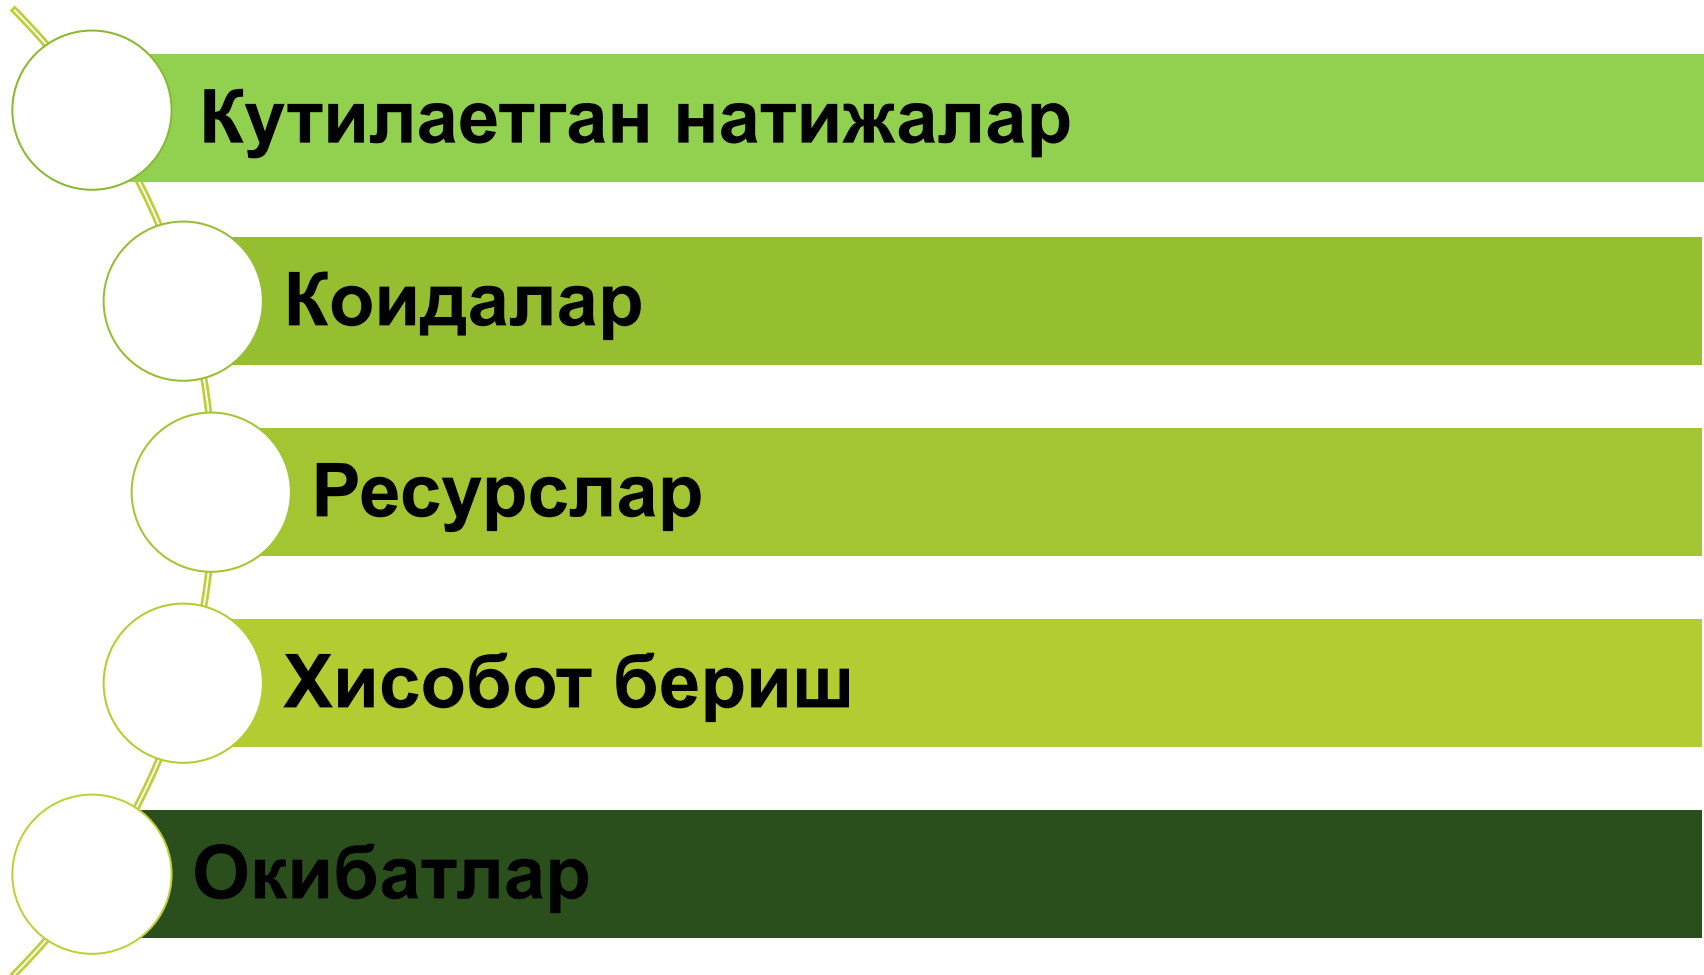 Кутилаетган натижалар
Коидалар
Ресурслар
Хисобот бериш
Окибатлар